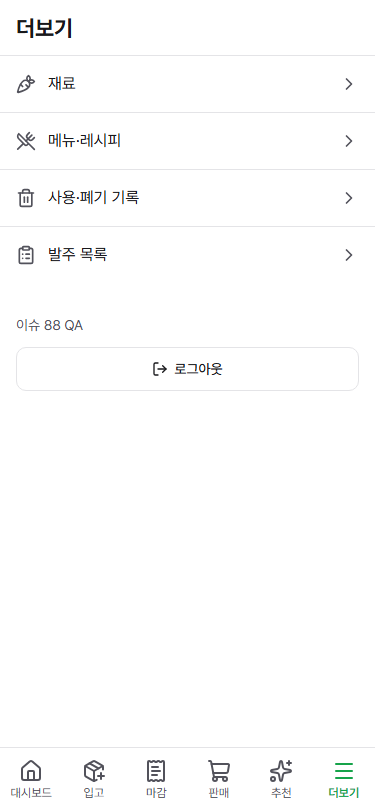 더보기
재료
메뉴·레시피
사용·폐기 기록
발주 목록
이슈 88 QA
로그아웃
대시보드 입고 마감 판매 추천 더보기